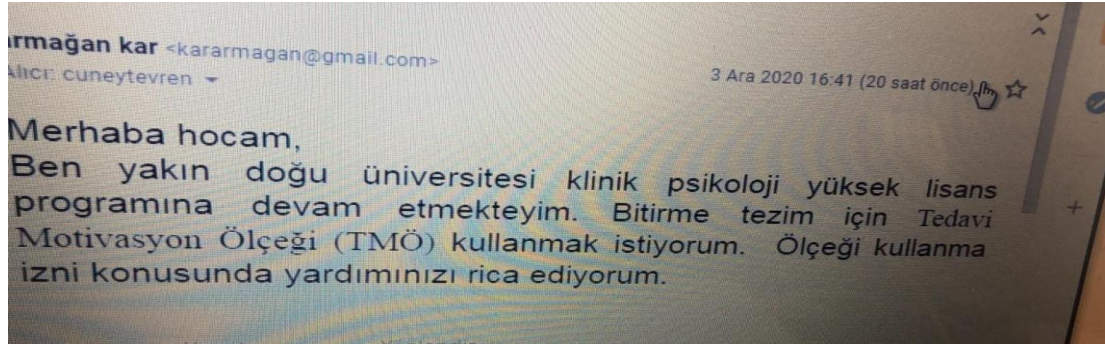 armağan kar <kararmagan@gmail.com>
Alıcı: cuneytevren
3 Ara 2020 16:41 (20 saat önce)
Merhaba hocam,
Ben yakın doğu üniversitesi klinik psikoloji yüksek lisans
programına devam etmekteyim. Bitirme tezim için Tedavi
Motivasyon Ölçeği (TMÖ) kullanmak istiyorum. Ölçeği kullanma
izni konusunda yardımınızı rica ediyorum.